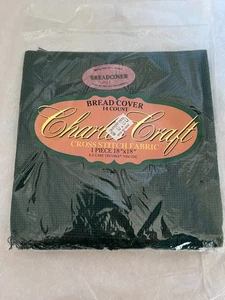 BREADCOVER
BREAD COVER
14 COUNT
Charles Craft
CROSS STITCH FABRIC
1 PIECE 18"x18"